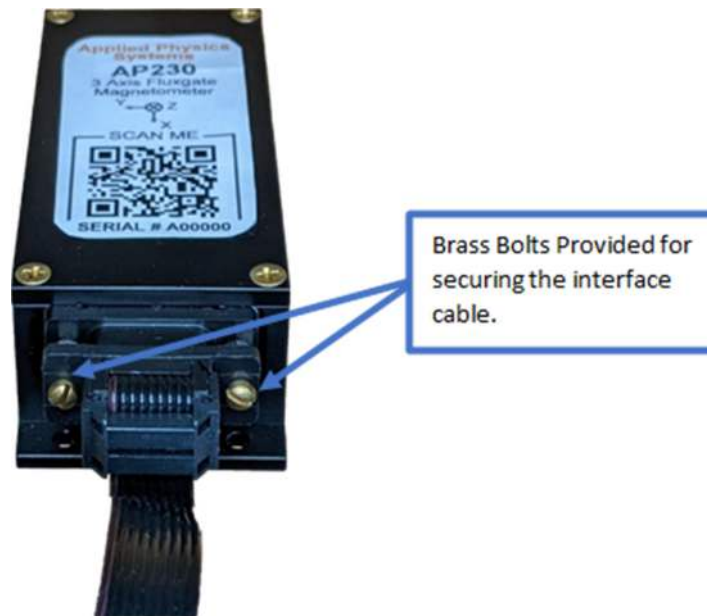 Applied Physics
Systems
AP230
3 Axis Fluxgate
Magnetometer
Y Z
X
SCAN ME
SERIAL # A00000
Brass Bolts Provided for
securing the interface
cable.